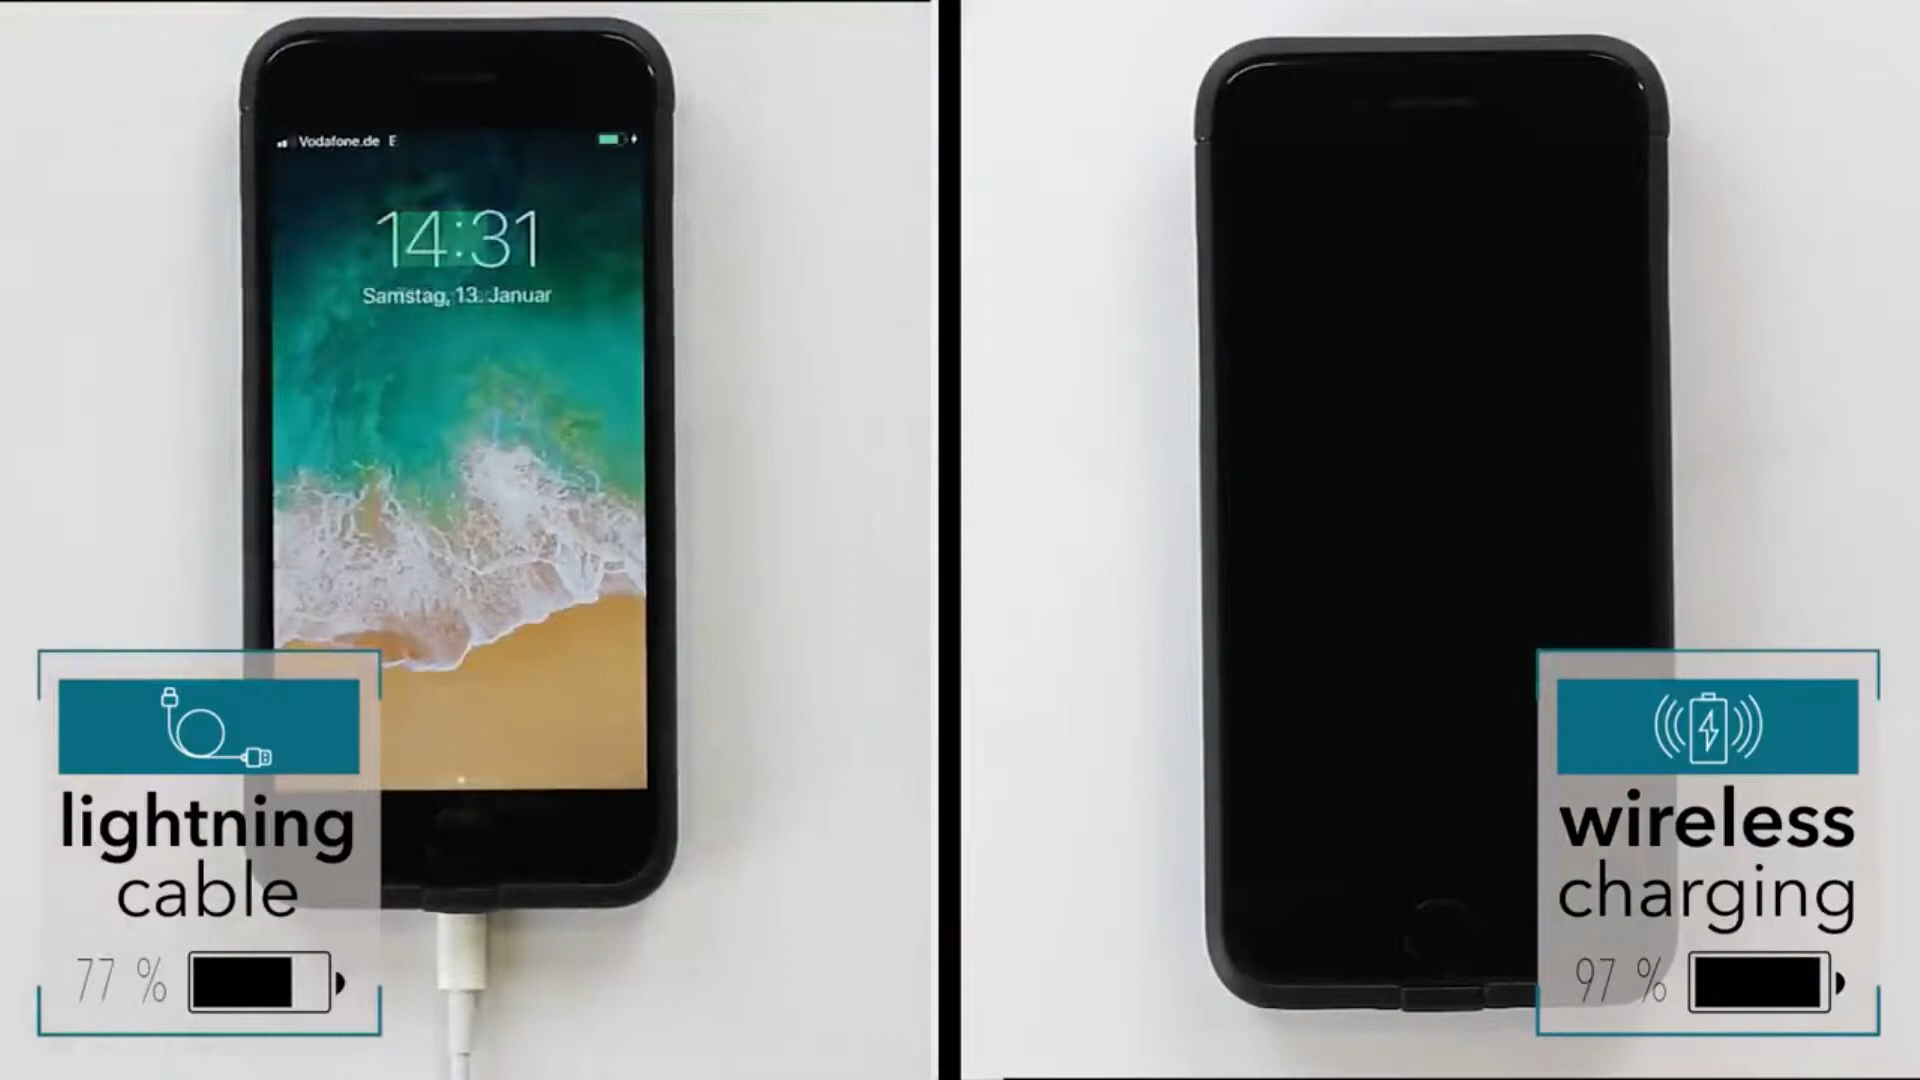 Vodafone.de E
14:31
Samstag, 13. Januar
lightning
cable
77 %
wireless
charging
97 %